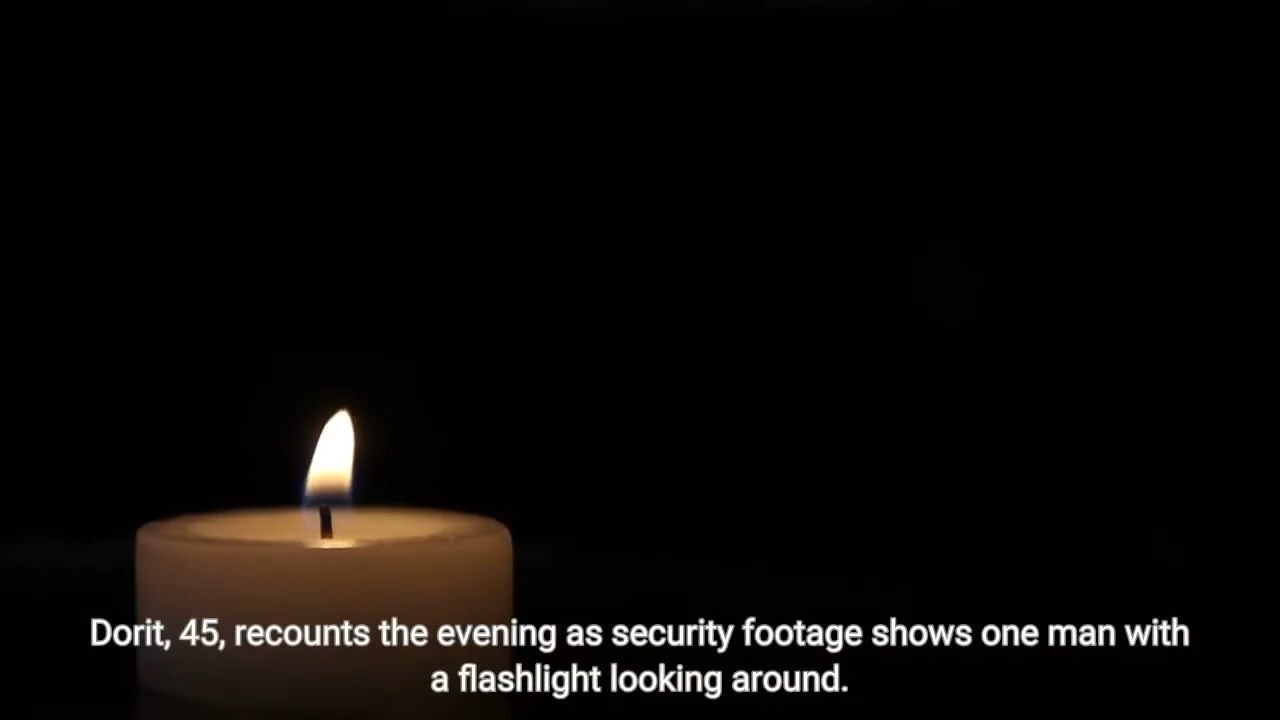 Dorit, 45, recounts the evening as security footage shows one man with
a flashlight looking around.